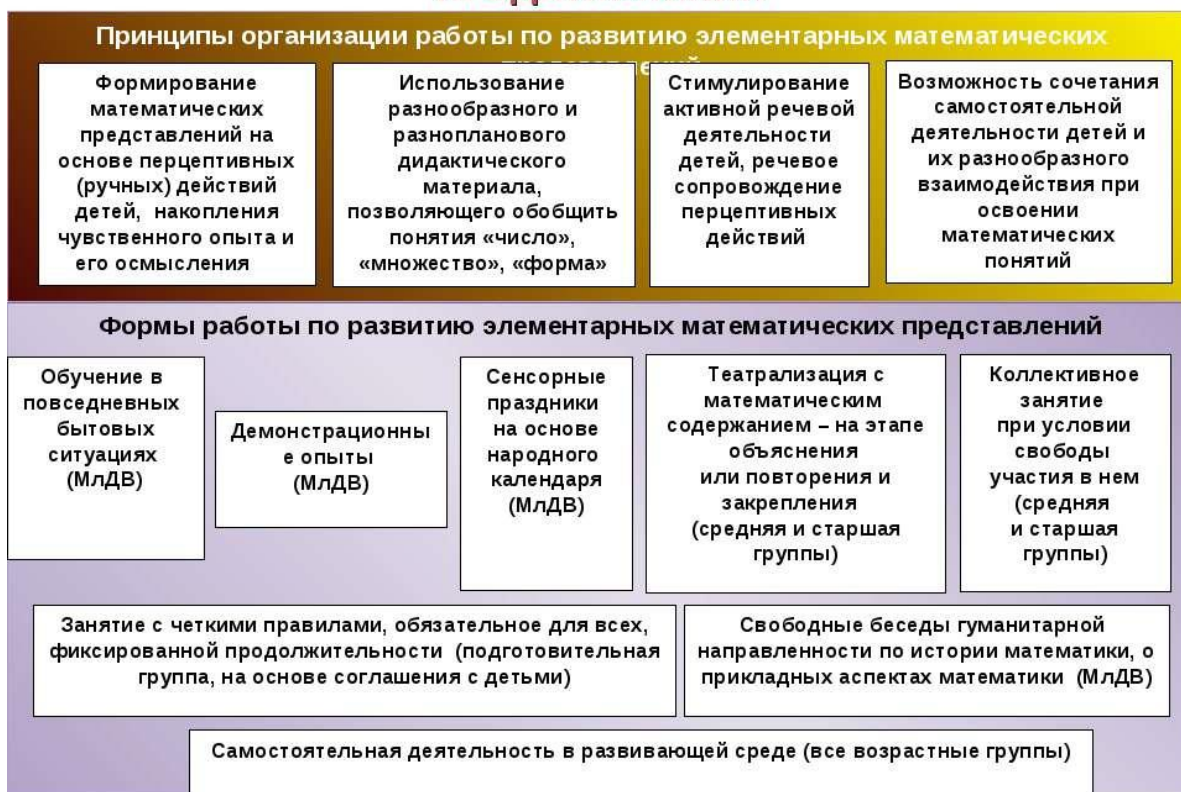 Принципы организации работы по развитию элементарных математических
Формирование
математических
представлений на
основе перцептивных
(ручных) действий
детей, накопления
чувственного опыта и
его осмысления
Использование
разнообразного и
разнопланового
дидактического
материала,
позволяющего обобщить
понятия «число»,
«множество», «форма»
Стимулирование
активной речевой
деятельности
детей, речевое
сопровождение
перцептивных
действий
Возможность сочетания
самостоятельной
деятельности детей и
их разнообразного
взаимодействия при
освоении
математических
понятий
Формы работы по развитию элементарных математических представлений
Обучение в
повседневных
бытовых
ситуациях
(МлДВ)
Демонстрационны
е опыты
(МлДВ)
Сенсорные
праздники
на основе
народного
календаря
(МлДВ)
Театрализация с
математическим
содержанием – на этапе
объяснения
или повторения и
закрепления
(средняя и старшая
группы)
Коллективное
занятие
при условии
свободы
участия в нем
(средняя
и старшая
группы)
Занятие с четкими правилами, обязательное для всех,
фиксированной продолжительности (подготовительная
группа, на основе соглашения с детьми)
Свободные беседы гуманитарной
направленности по истории математики, о
прикладных аспектах математики (МлДВ)
Самостоятельная деятельность в развивающей среде (все возрастные группы)